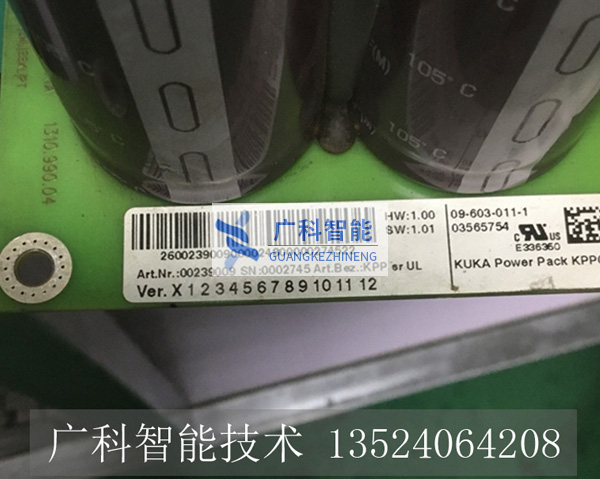 105°C
(M)
105°C
1310.990.04
广科智能
GUANGKEZHINENG
HW:1.00
SW:1.01
Art.Nr.:00239009 SN:0002745 Art.Bez.:KPP er UL
Ver. X 1 2 3 4 5 6 7 8 9 10 11 12
09-603-011-1
03565754
C US
E336360
KUKA Power Pack KPP
广科智能技术 13524064208